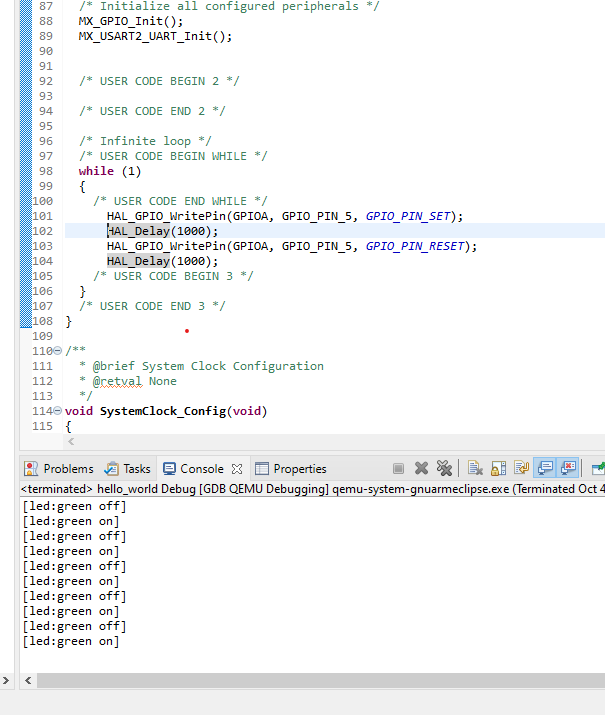 87 /* Initialize all configured peripherals */
88 MX_GPIO_Init();
89 MX_USART2_UART_Init();
90
91
92 /* USER CODE BEGIN 2 */
93
94 /* USER CODE END 2 */
95
96 /* Infinite loop */
97 /* USER CODE BEGIN WHILE */
98 while (1)
99 {
100 /* USER CODE END WHILE */
101 HAL_GPIO_WritePin(GPIOA, GPIO_PIN_5, GPIO_PIN_SET);
102 HAL_Delay(1000);
103 HAL_GPIO_WritePin(GPIOA, GPIO_PIN_5, GPIO_PIN_RESET);
104 HAL_Delay(1000);
105 /* USER CODE BEGIN 3 */
106 }
107 /* USER CODE END 3 */
108 }
109
110 /**
111 * @brief System Clock Configuration
112 * @retval None
113 */
114 void SystemClock_Config(void)
115 {
Problems Tasks Console Properties
<terminated> hello_world Debug [GDB QEMU Debugging] qemu-system-gnuarmeclipse.exe (Terminated Oct 4
[led:green off]
[led:green on]
[led:green off]
[led:green on]
[led:green off]
[led:green on]
[led:green off]
[led:green on]
[led:green off]
[led:green on]